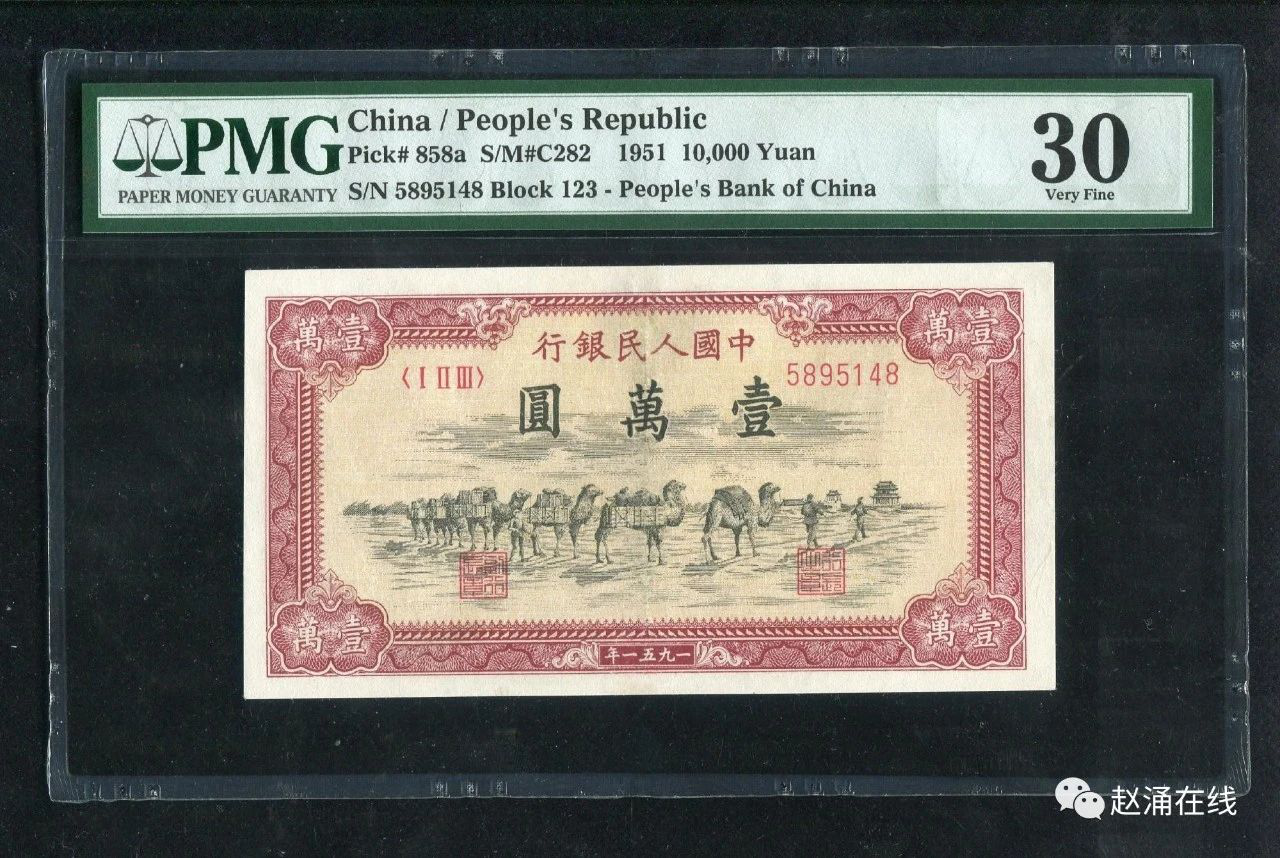 PMG
PAPER MONEY GUARANTY
China / People's Republic
Pick# 858a S/M#C282 1951 10,000 Yuan
S/N 5895148 Block 123 - People's Bank of China
30
Very Fine
壹萬
壹萬
中國人民銀行
〈Ⅰ Ⅱ Ⅲ〉
5895148
壹萬圓
壹萬
壹萬
一九五一年
赵涌在线